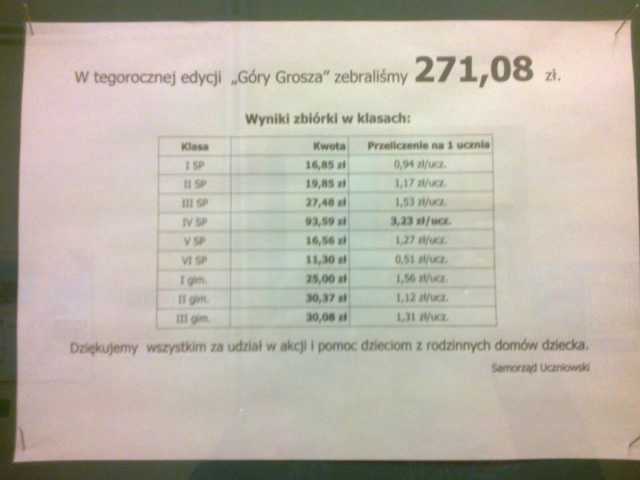 W tegorocznej edycji „Góry Grosza” zebraliśmy 271,08 zł.
Wyniki zbiórki w klasach:
Klasa Kwota Przeliczenie na 1 ucznia
I SP 16,85 zł 0,94 zł/ucz.
II SP 19,85 zł 1,17 zł/ucz.
III SP 27,48 zł 1,53 zł/ucz.
IV SP 93,59 zł 3,23 zł/ucz.
V SP 16,56 zł 1,27 zł/ucz.
VI SP 11,30 zł 0,51 zł/ucz.
I gim. 25,00 zł 1,56 zł/ucz.
II gim. 30,37 zł 1,12 zł/ucz.
III gim. 30,08 zł 1,31 zł/ucz.
Dziękujemy wszystkim za udział w akcji i pomoc dzieciom z rodzinnych domów dziecka.
Samorząd Uczniowski